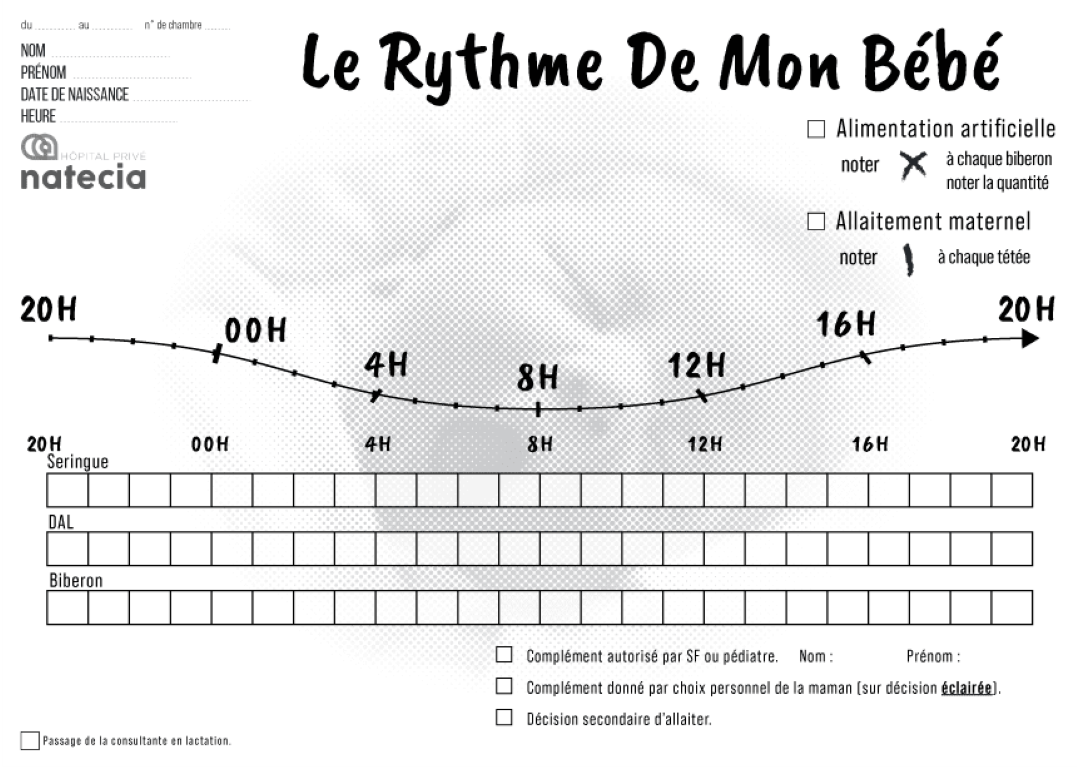 du ............ au ............ n° de chambre ........
Le Rythme De Mon Bébé
NOM
PRÉNOM
DATE DE NAISSANCE
HEURE
HÔPITAL PRIVÉ
natecia
Alimentation artificielle
noter à chaque biberon
noter la quantité
Allaitement maternel
noter à chaque tétée
20H 00H 4H 8H 12H 16H 20H
20H 00H 4H 8H 12H 16H 20H
Seringue
DAL
Biberon
Complément autorisé par SF ou pédiatre. Nom : Prénom :
Complément donné par choix personnel de la maman (sur décision éclairée).
Décision secondaire d'allaiter.
Passage de la consultante en lactation.